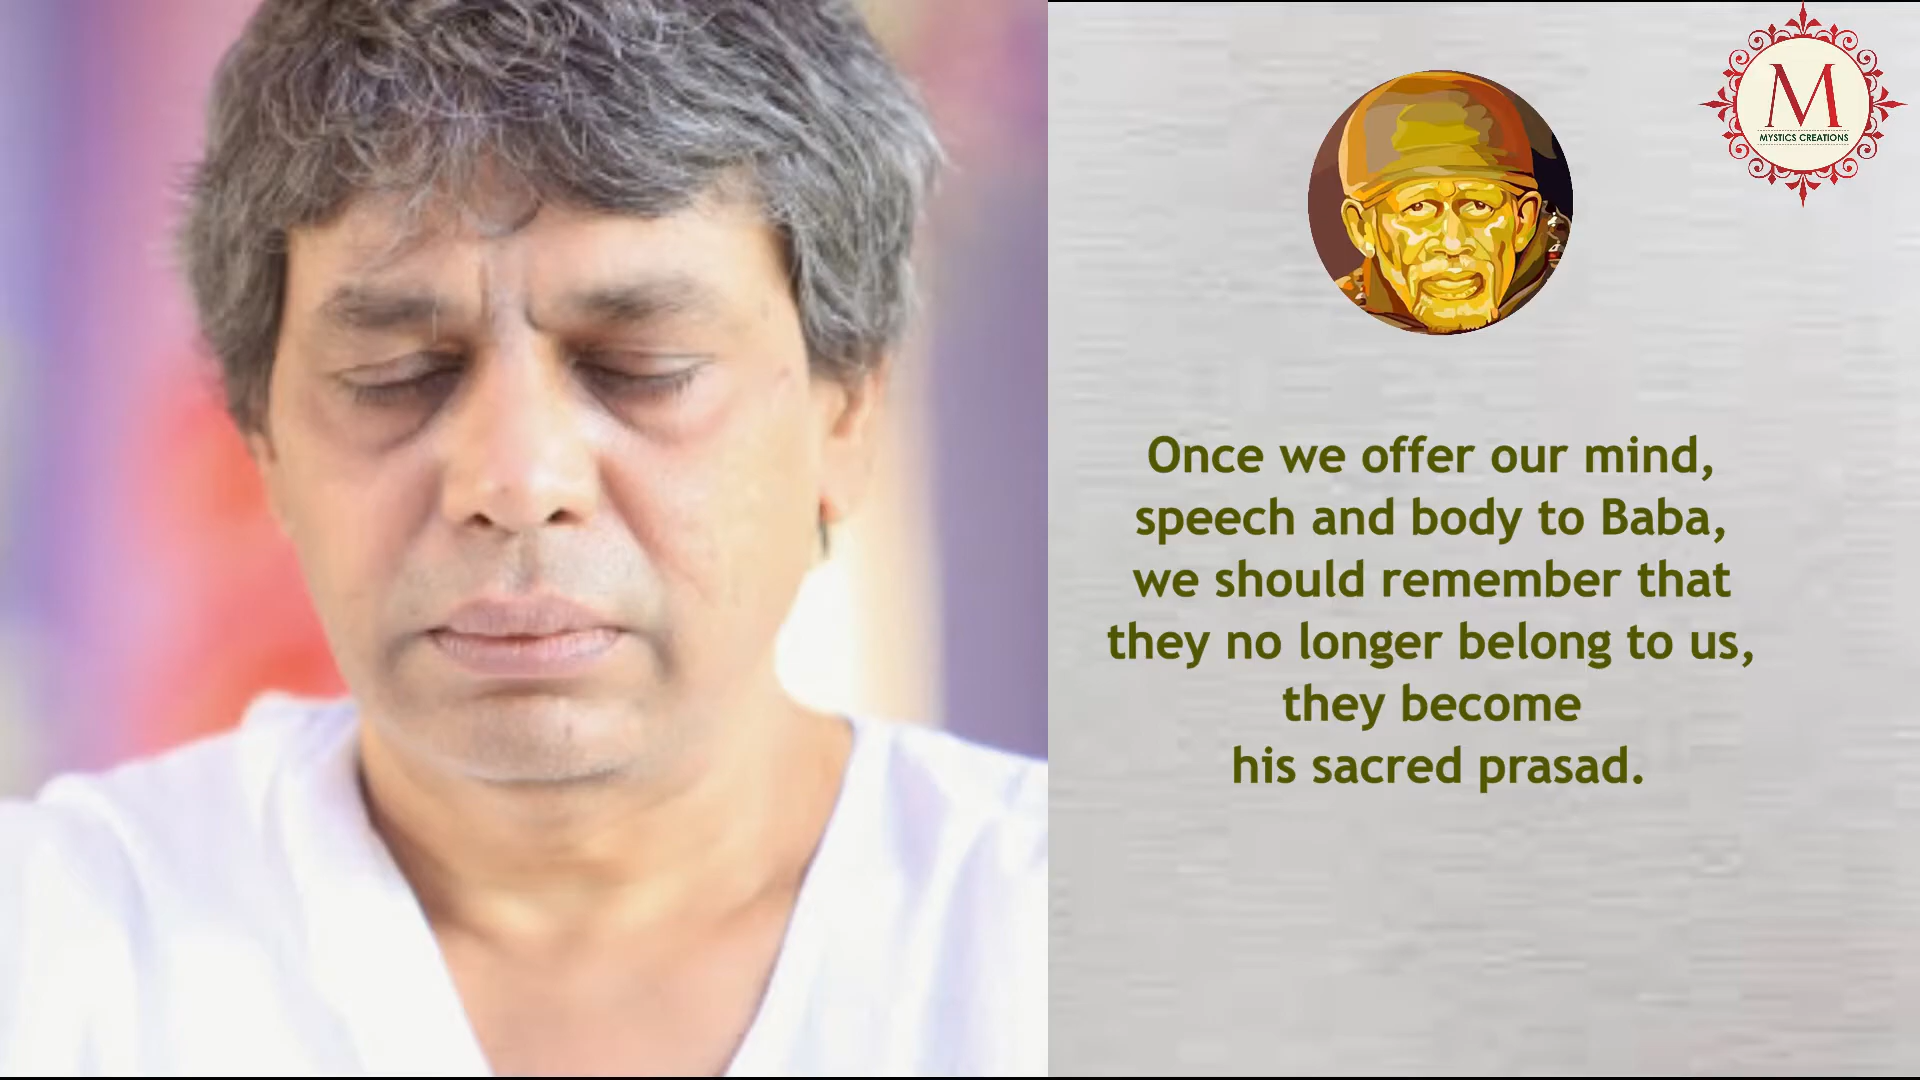 M
MYSTICS CREATIONS
Once we offer our mind,
speech and body to Baba,
we should remember that
they no longer belong to us,
they become
his sacred prasad.